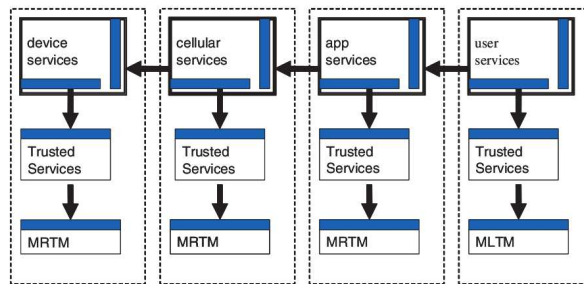 device
services
cellular
services
app
services
user
services
Trusted
Services
Trusted
Services
Trusted
Services
Trusted
Services
MRTM
MRTM
MRTM
MLTM